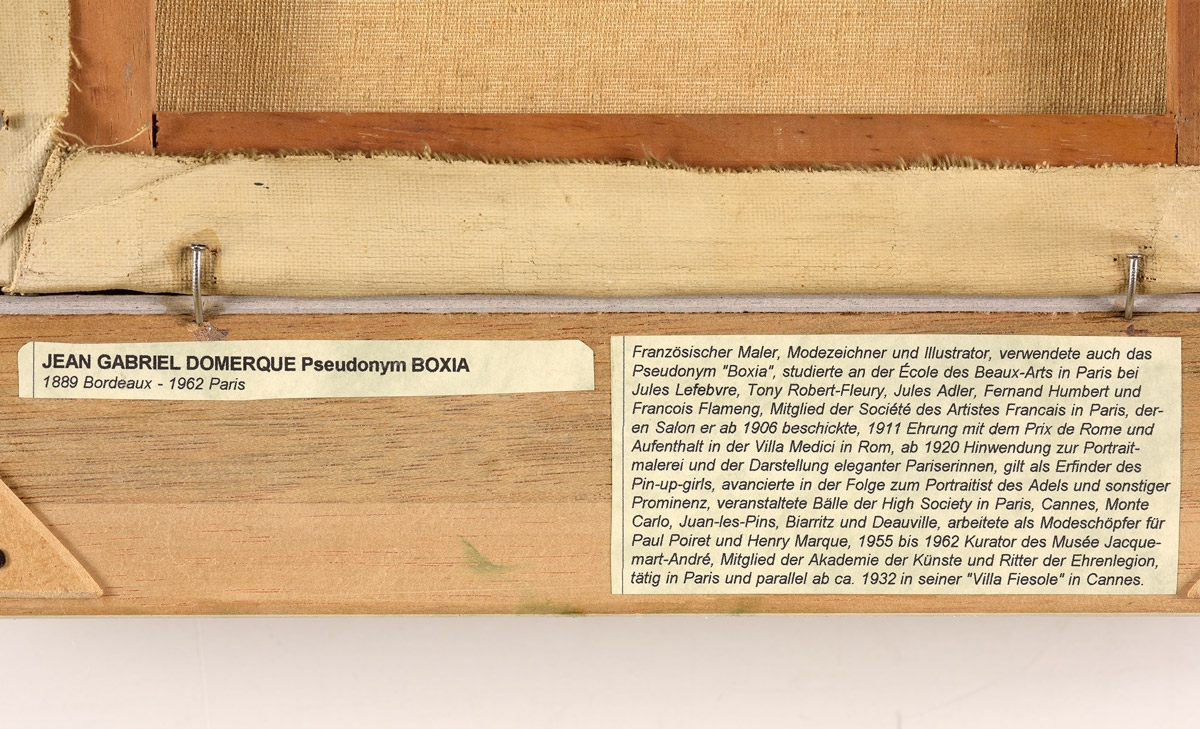 JEAN GABRIEL DOMERQUE Pseudonym BOXIA
1889 Bordeaux - 1962 Paris
Französischer Maler, Modezeichner und Illustrator, verwendete auch das
Pseudonym "Boxia", studierte an der École des Beaux-Arts in Paris bei
Jules Lefebvre, Tony Robert-Fleury, Jules Adler, Fernand Humbert und
Francois Flameng, Mitglied der Société des Artistes Francais in Paris, der-
en Salon er ab 1906 beschickte, 1911 Ehrung mit dem Prix de Rome und
Aufenthalt in der Villa Medici in Rom, ab 1920 Hinwendung zur Portrait-
malerei und der Darstellung eleganter Pariserinnen, gilt als Erfinder des
Pin-up-girls, avancierte in der Folge zum Portraitist des Adels und sonstiger
Prominenz, veranstaltete Bälle der High Society in Paris, Cannes, Monte
Carlo, Juan-les-Pins, Biarritz und Deauville, arbeitete als Modeschöpfer für
Paul Poiret und Henry Marque, 1955 bis 1962 Kurator des Musée Jacque-
mart-André, Mitglied der Akademie der Künste und Ritter der Ehrenlegion,
tätig in Paris und parallel ab ca. 1932 in seiner "Villa Fiesole" in Cannes.